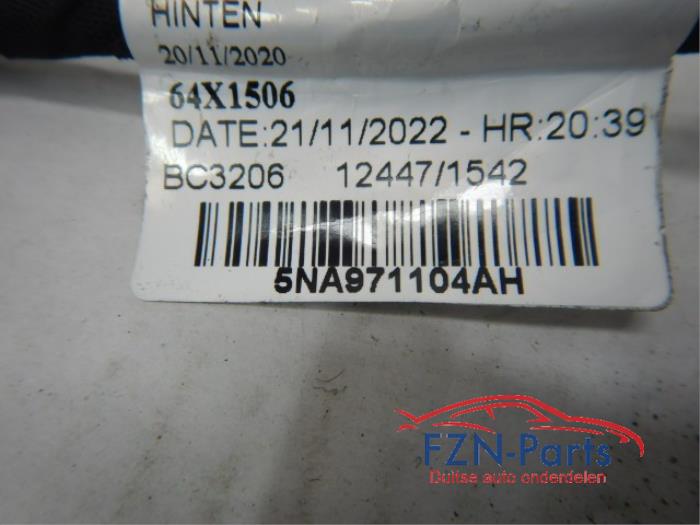 HINTEN
20/11/2020
64X1506
DATE:21/11/2022 - HR:20:39
BC3206 12447/1542
5NA971104AH
FZN-Parts
Duitse auto onderdelen